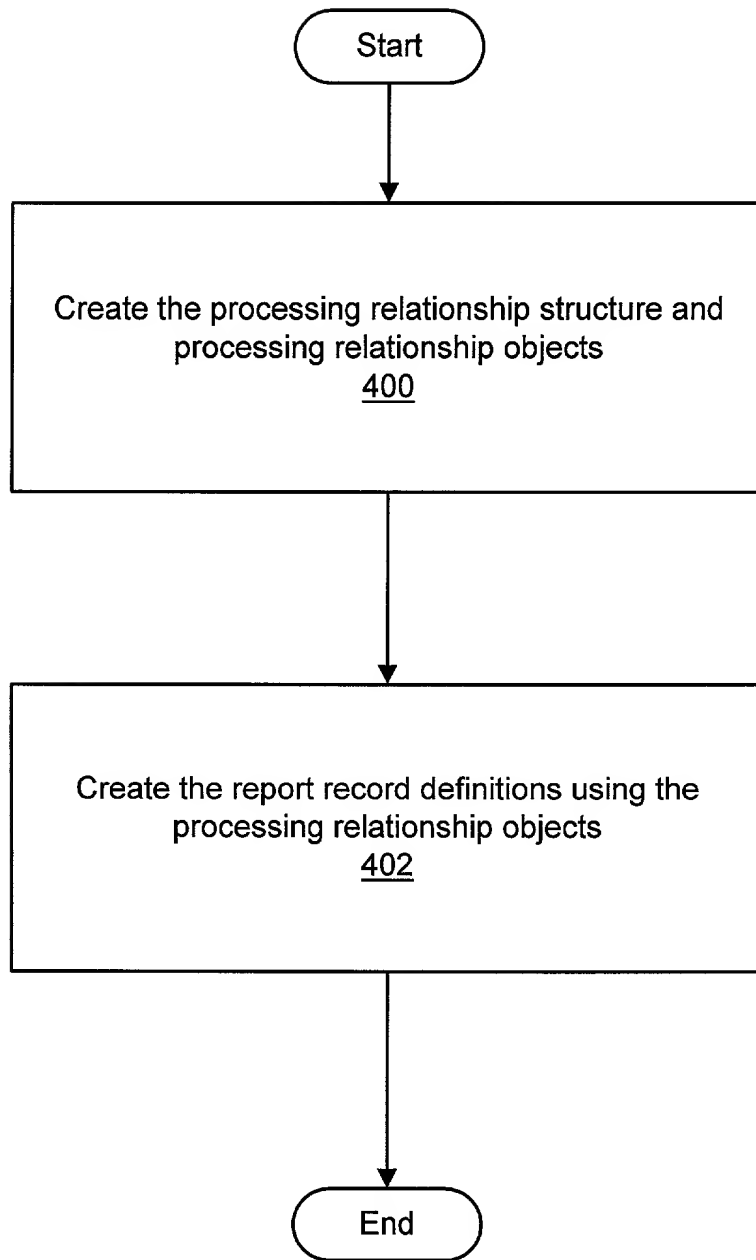 Start
Create the processing relationship structure and
processing relationship objects
400
Create the report record definitions using the
processing relationship objects
402
End